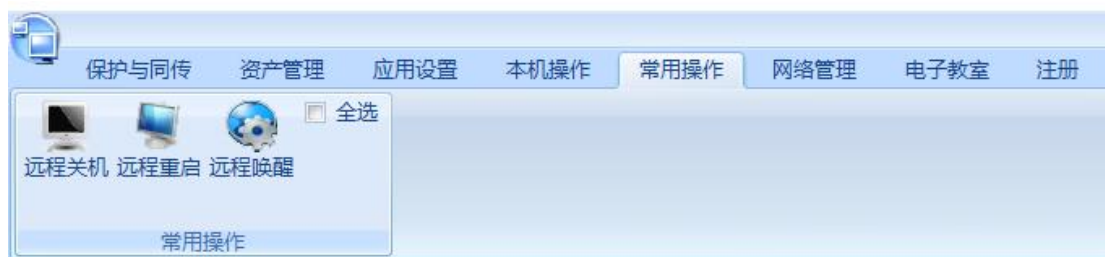 保护与同传 资产管理 应用设置 本机操作 常用操作 网络管理 电子教室 注册
全选
远程关机 远程重启 远程唤醒
常用操作